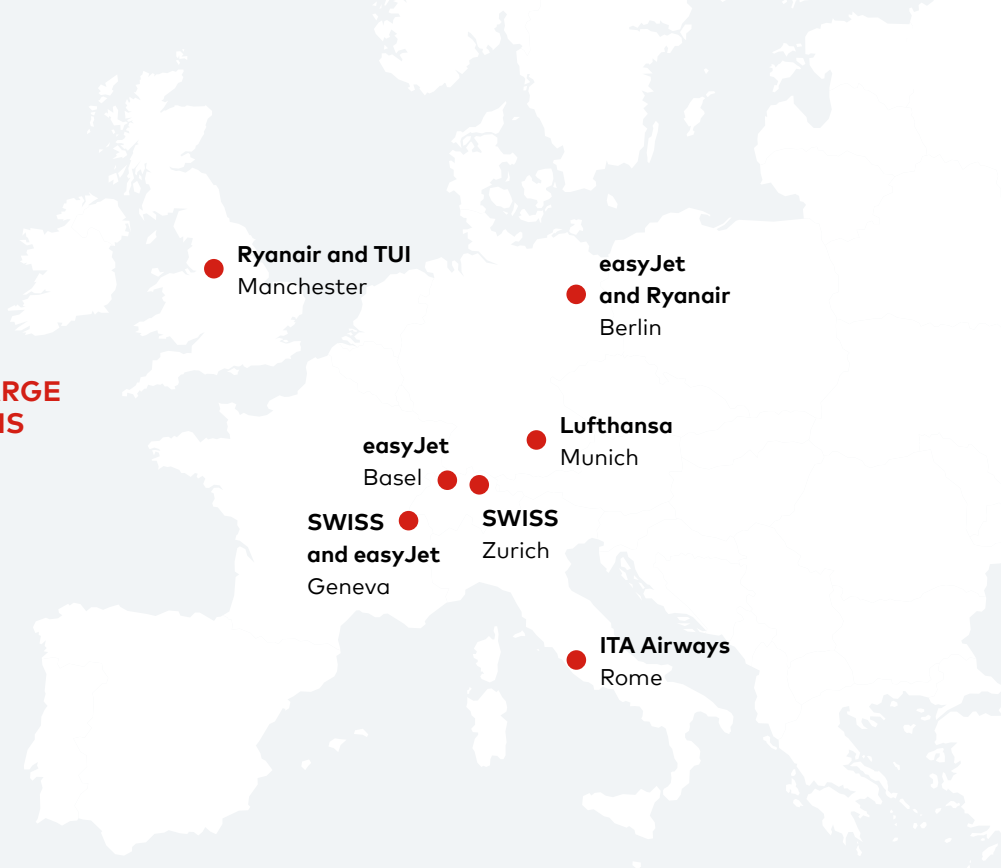 Ryanair and TUI
Manchester
easyJet
and Ryanair
Berlin
RGE
S
Lufthansa
Munich
easyJet
Basel
SWISS
and easyJet
Geneva
SWISS
Zurich
ITA Airways
Rome